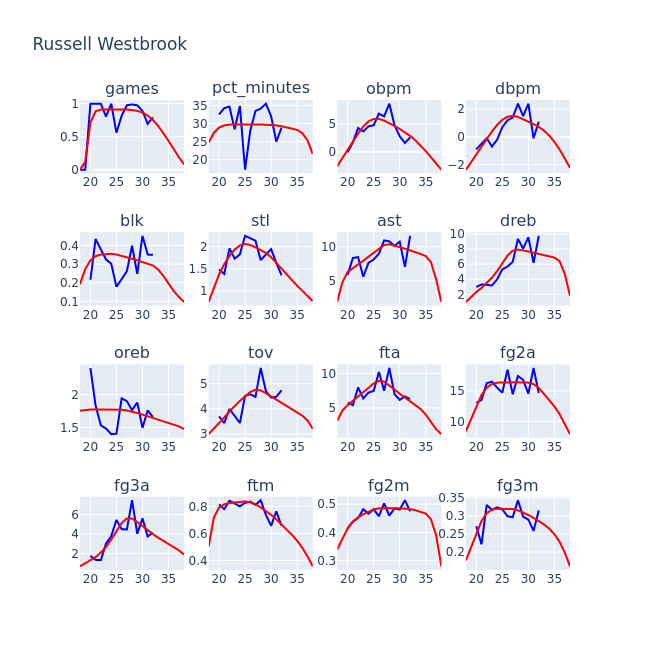 Russell Westbrook
games pct_minutes obpm dbpm
1 0.5 0 20 25 30 35
35 30 25 20 20 25 30 35
5 0 20 25 30 35
2 0 −2 20 25 30 35
blk stl ast dreb
0.4 0.3 0.2 0.1 20 25 30 35
2 1.5 1 20 25 30 35
10 5 20 25 30 35
10 8 6 4 2 20 25 30 35
oreb tov fta fg2a
2 1.5 20 25 30 35
5 4 3 20 25 30 35
10 5 20 25 30 35
15 10 20 25 30 35
fg3a ftm fg2m fg3m
6 4 2 20 25 30 35
0.8 0.6 0.4 20 25 30 35
0.5 0.4 0.3 20 25 30 35
0.35 0.3 0.25 0.2 20 25 30 35